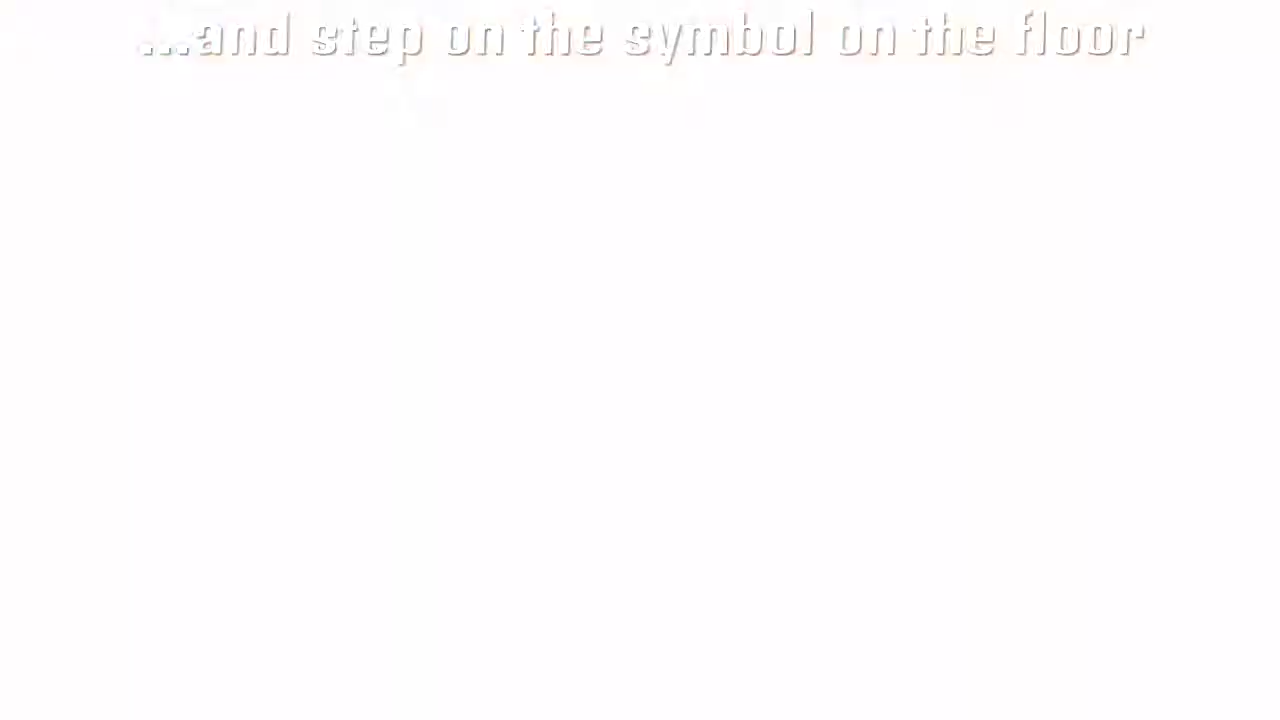 ...and step on the symbol on the floor